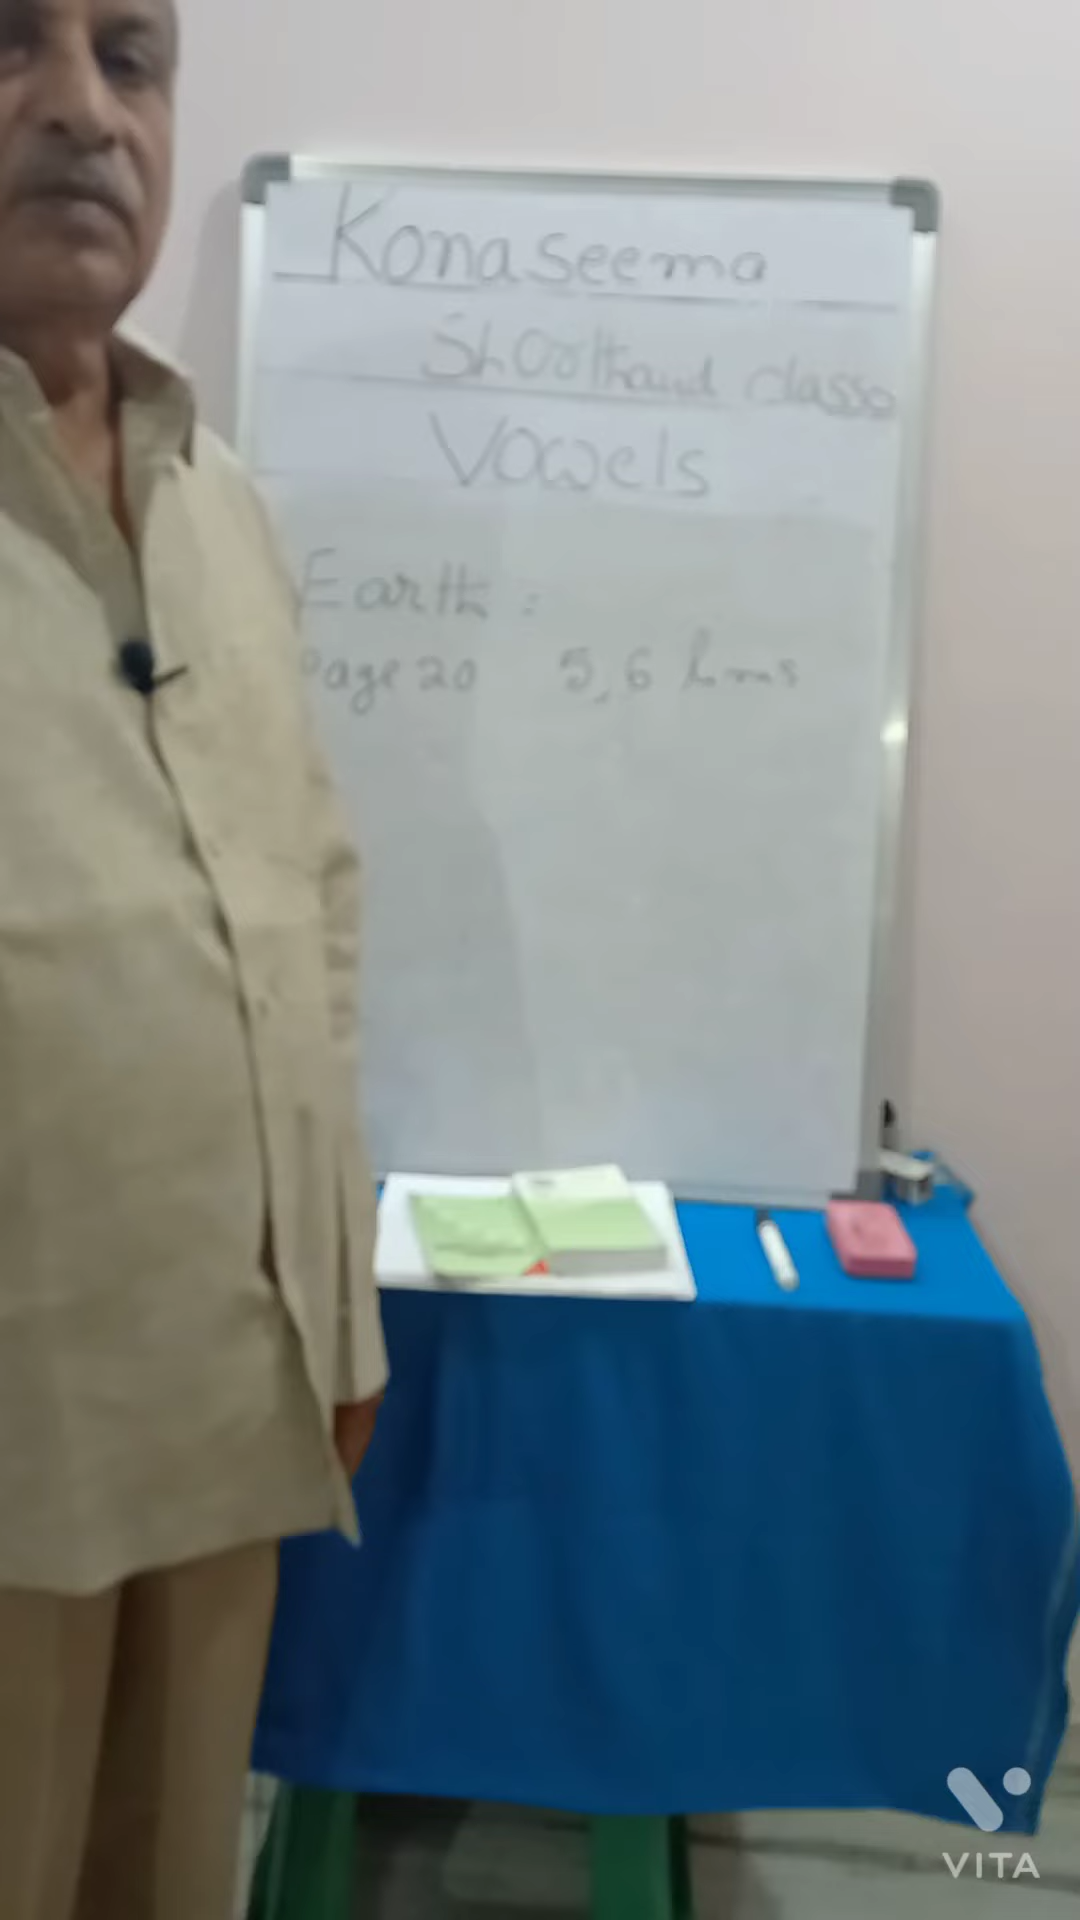 Konaseema
Shorthand classes
Vowels
Earth :
Page 20 5, 6 lines
VITA